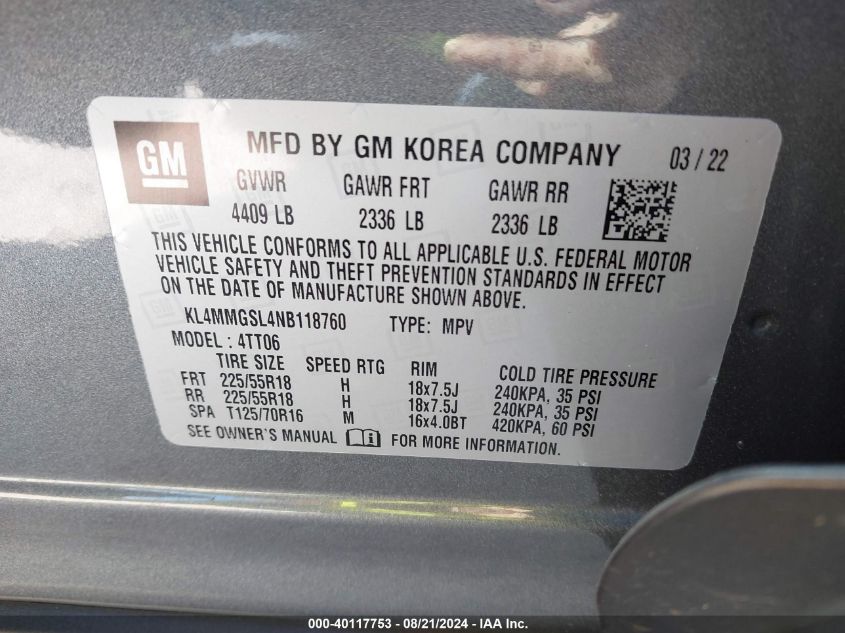 GM MFD BY GM KOREA COMPANY 03 / 22
GVWR GAWR FRT GAWR RR
4409 LB 2336 LB 2336 LB
THIS VEHICLE CONFORMS TO ALL APPLICABLE U.S. FEDERAL MOTOR
VEHICLE SAFETY AND THEFT PREVENTION STANDARDS IN EFFECT
ON THE DATE OF MANUFACTURE SHOWN ABOVE.
KL4MMGSL4NB118760 TYPE: MPV
MODEL : 4TT06
TIRE SIZE SPEED RTG RIM COLD TIRE PRESSURE
FRT 225/55R18 H 18x7.5J 240KPA, 35 PSI
RR 225/55R18 H 18x7.5J 240KPA, 35 PSI
SPA T125/70R16 M 16x4.0BT 420KPA, 60 PSI
SEE OWNER'S MANUAL FOR MORE INFORMATION.
000-40117753 - 08/21/2024 - IAA Inc.